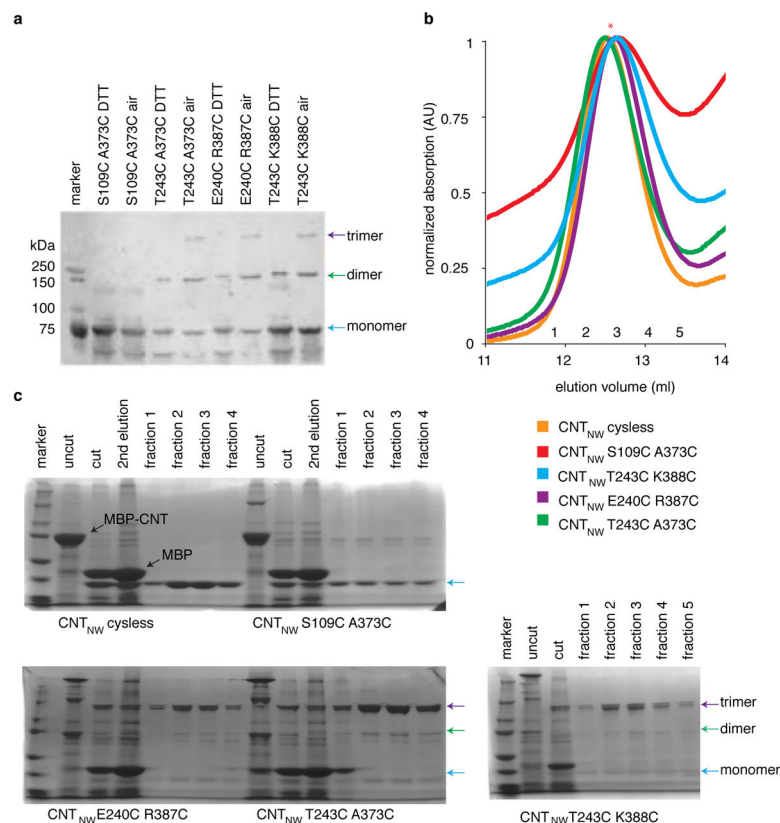 a
marker
S109C A373C DTT
S109C A373C air
T243C A373C DTT
T243C A373C air
E240C R387C DTT
E240C R387C air
T243C K388C DTT
T243C K388C air
kDa
250
150
100
75
trimer
dimer
monomer
b
*
normalized absorption (AU)
1
0.75
0.5
0.25
0
1 2 3 4 5
11 12 13 14
elution volume (ml)
CNTNW cysless
CNTNW S109C A373C
CNTNW T243C K388C
CNTNW E240C R387C
CNTNW T243C A373C
c
marker
uncut
cut
2nd elution
fraction 1
fraction 2
fraction 3
fraction 4
uncut
cut
2nd elution
fraction 1
fraction 2
fraction 3
fraction 4
MBP-CNT
MBP
CNTNW cysless
CNTNW S109C A373C
CNTNW E240C R387C
CNTNW T243C A373C
marker
uncut
cut
fraction 1
fraction 2
fraction 3
fraction 4
fraction 5
trimer
dimer
monomer
CNTNW T243C K388C